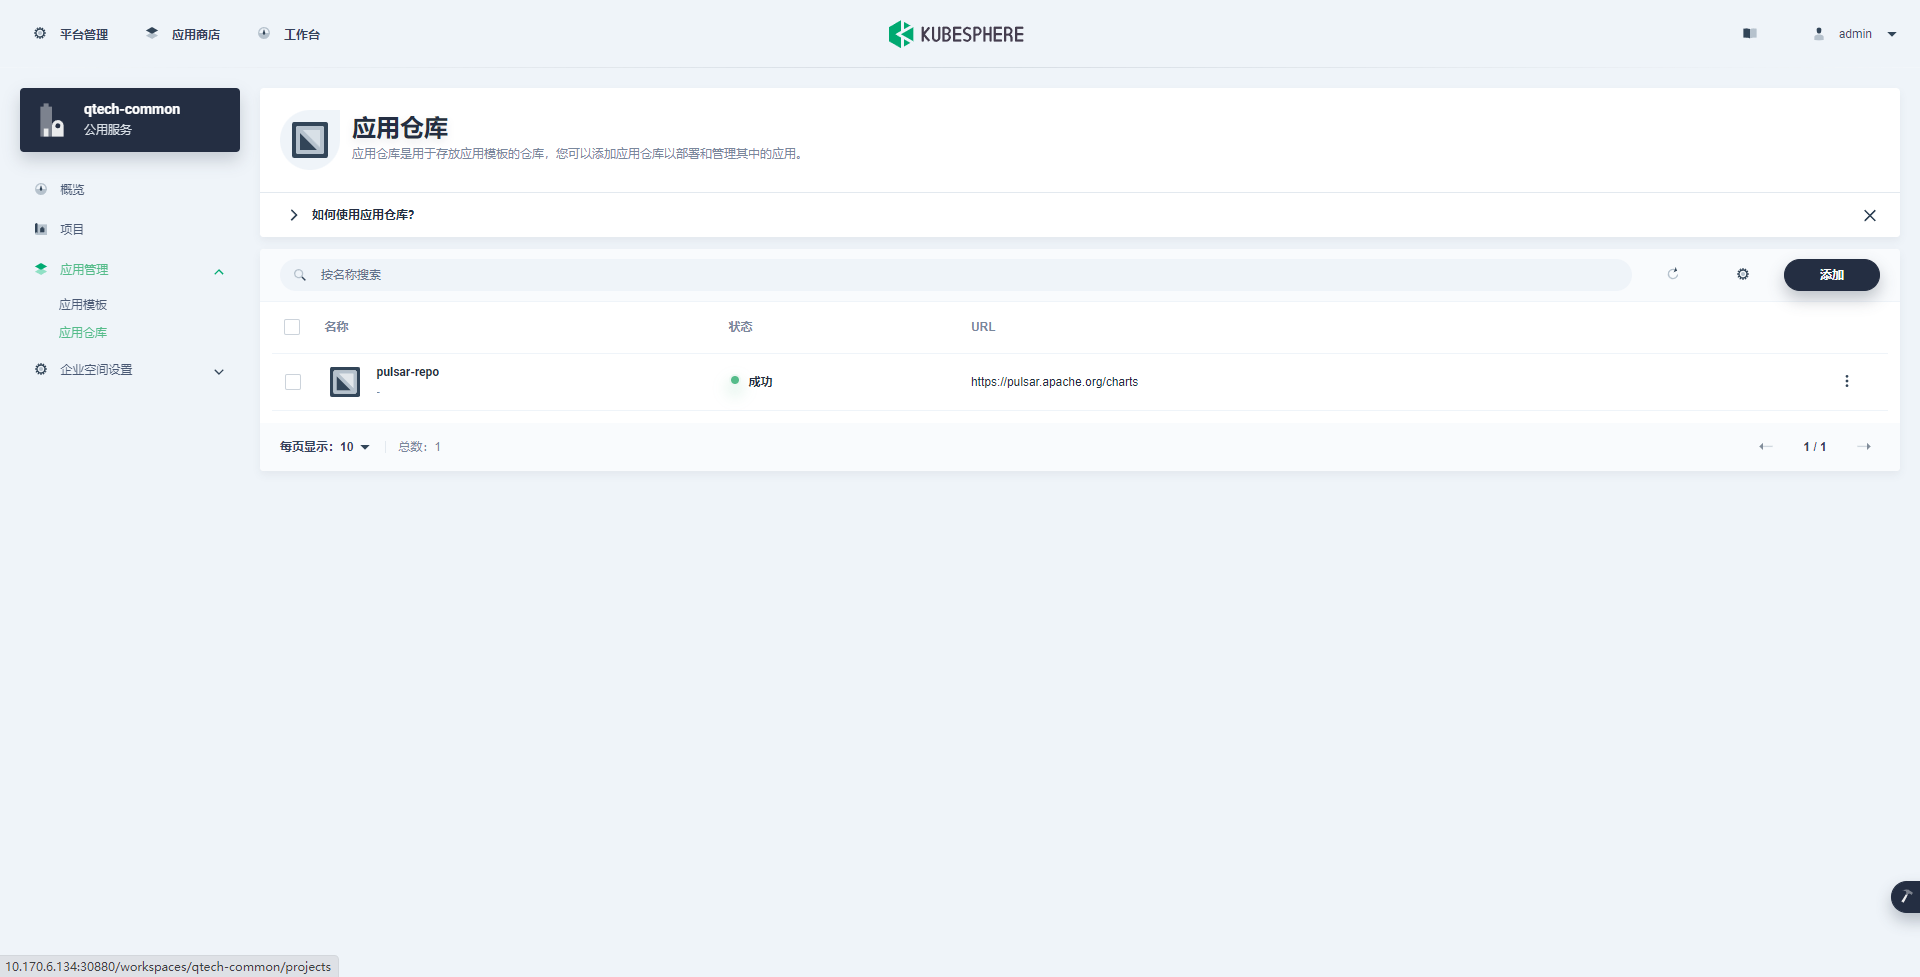 平台管理
应用商店
工作台
KUBESPHERE
admin
qtech-common
公用服务
概览
项目
应用管理
应用模板
应用仓库
企业空间设置
应用仓库
应用仓库是用于存放应用模板的仓库，您可以添加应用仓库以部署和管理其中的应用。
如何使用应用仓库?
按名称搜索
添加
名称
状态
URL
pulsar-repo
-
成功
https://pulsar.apache.org/charts
每页显示：10
总数：1
1 / 1
10.170.6.134:30880/workspaces/qtech-common/projects